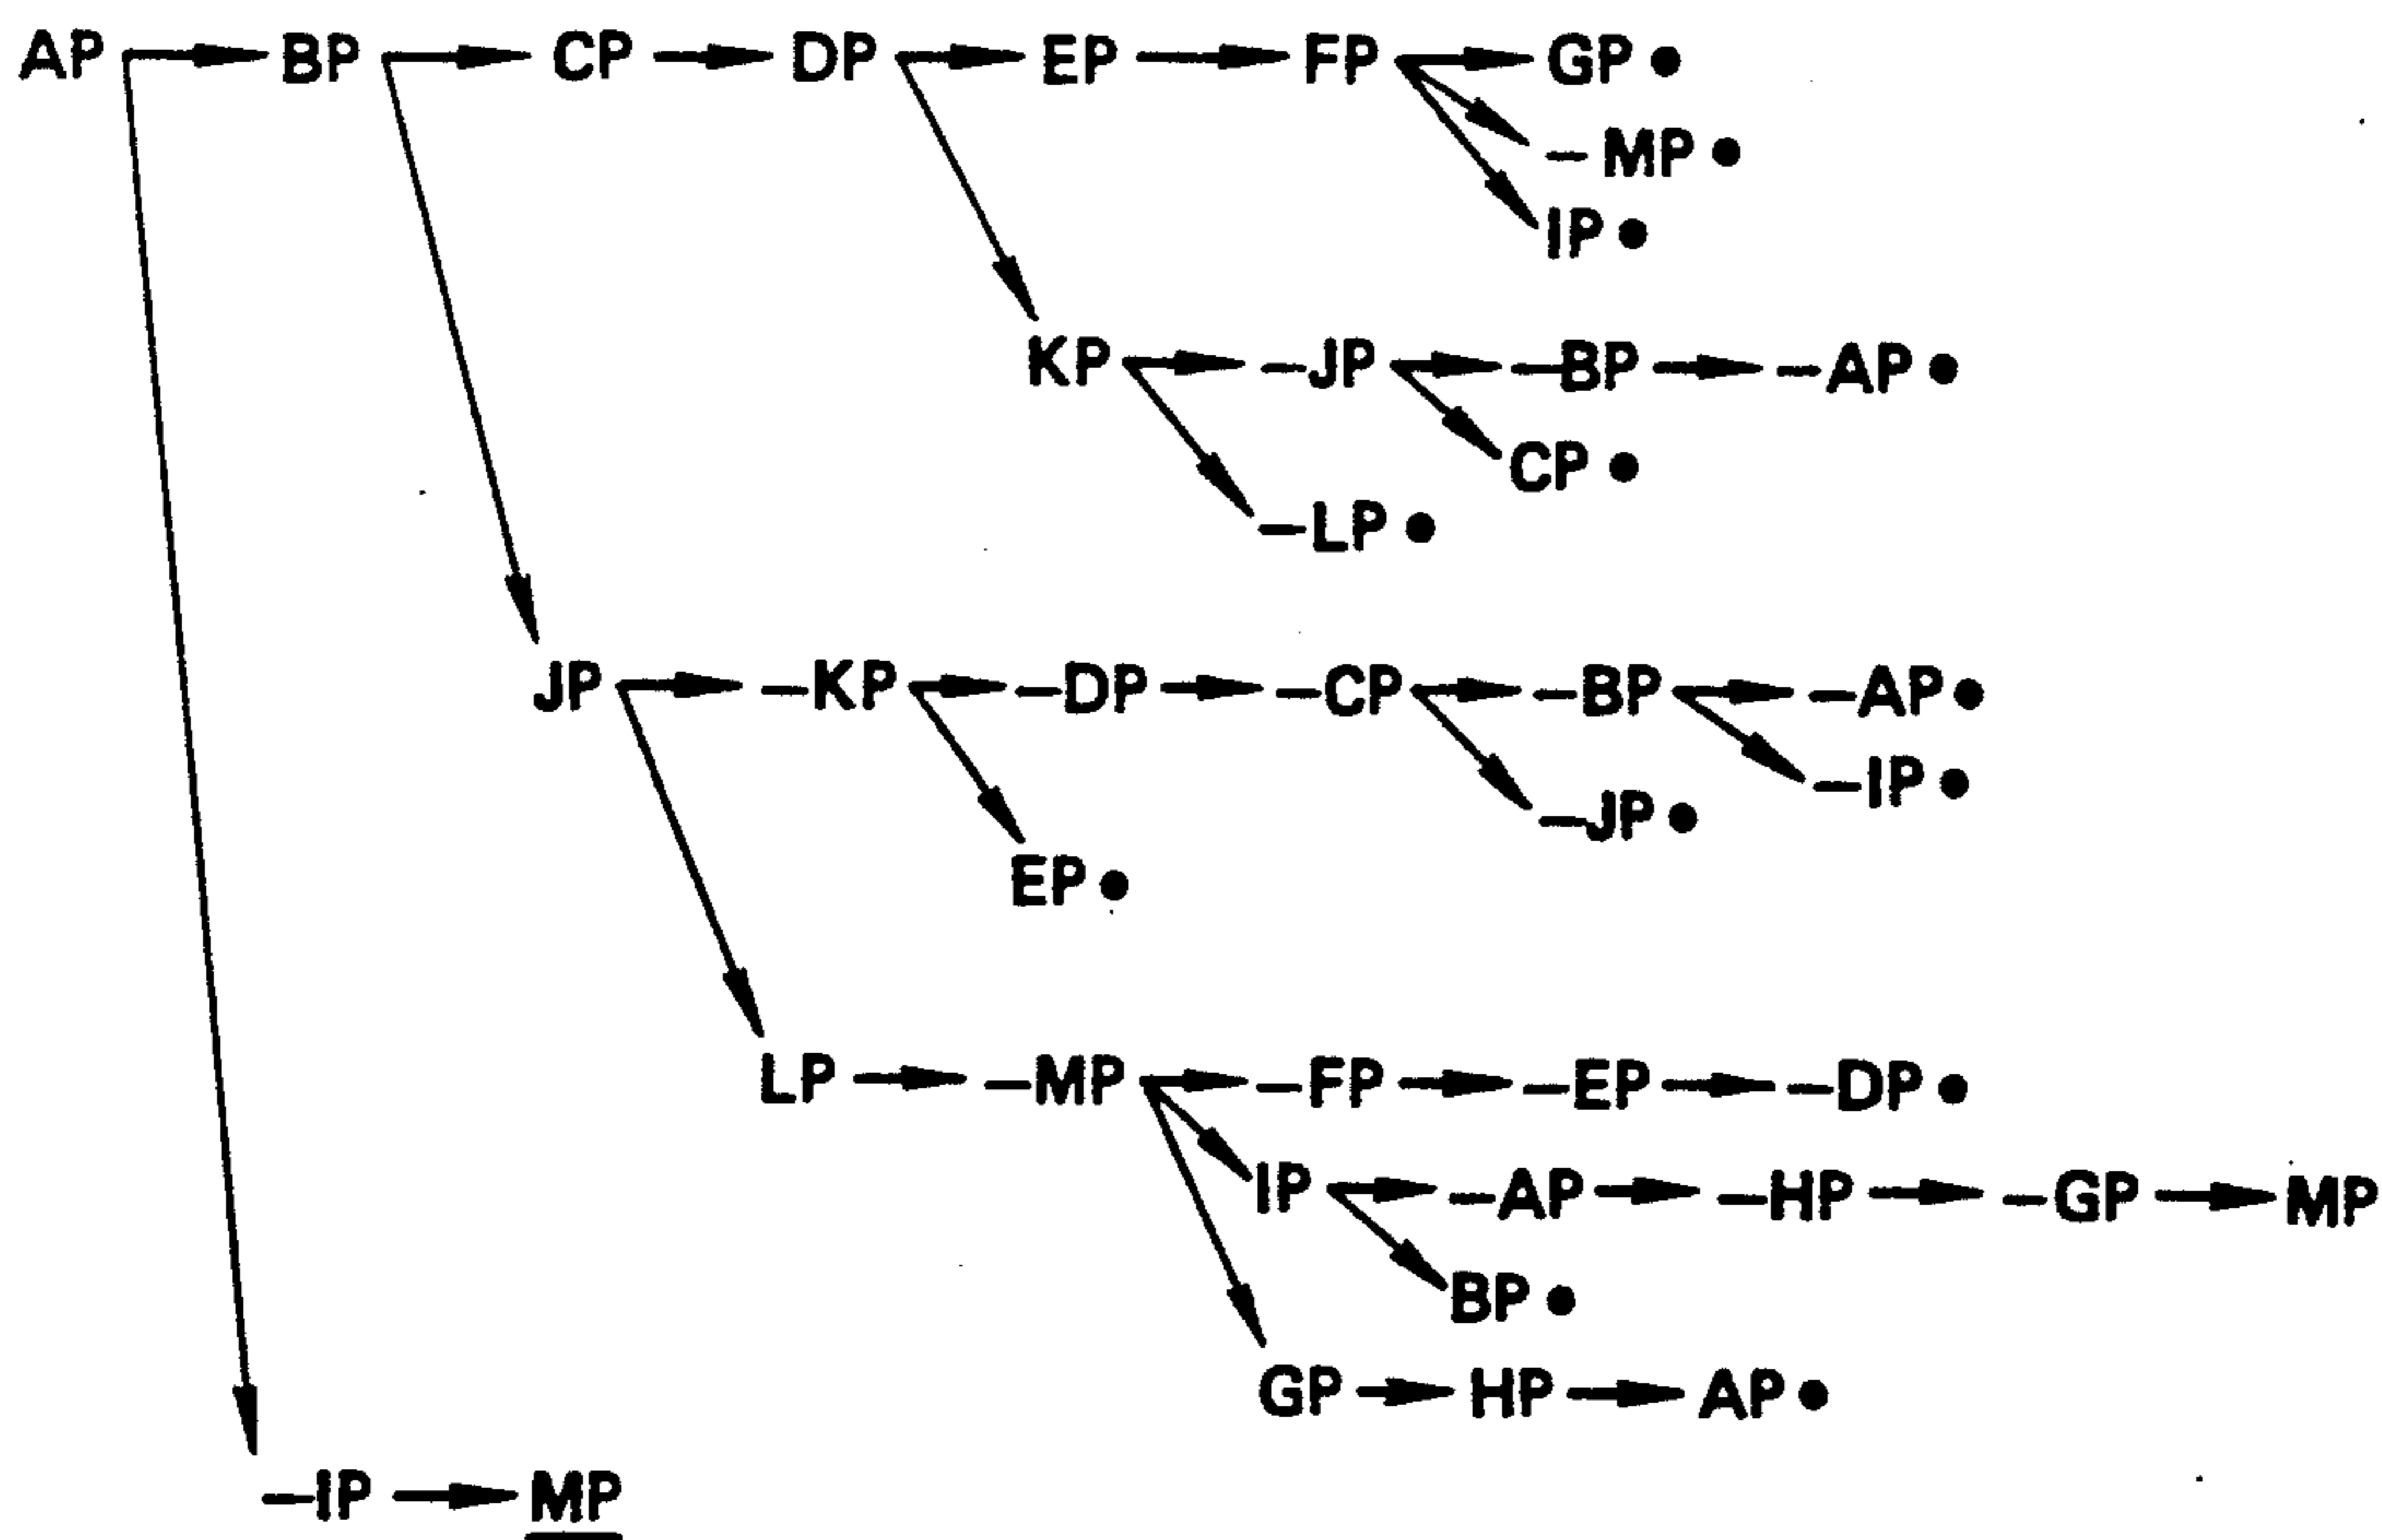 AP BP CP DP EP FP GP •
–MP •
IP •
KP –JP –BP –AP •
CP •
–LP •
JP –KP –DP –CP –BP –AP •
–IP •
–JP •
EP •
LP –MP –FP –EP –DP •
IP –AP –HP –GP MP
BP •
GP HP AP •
–IP MP